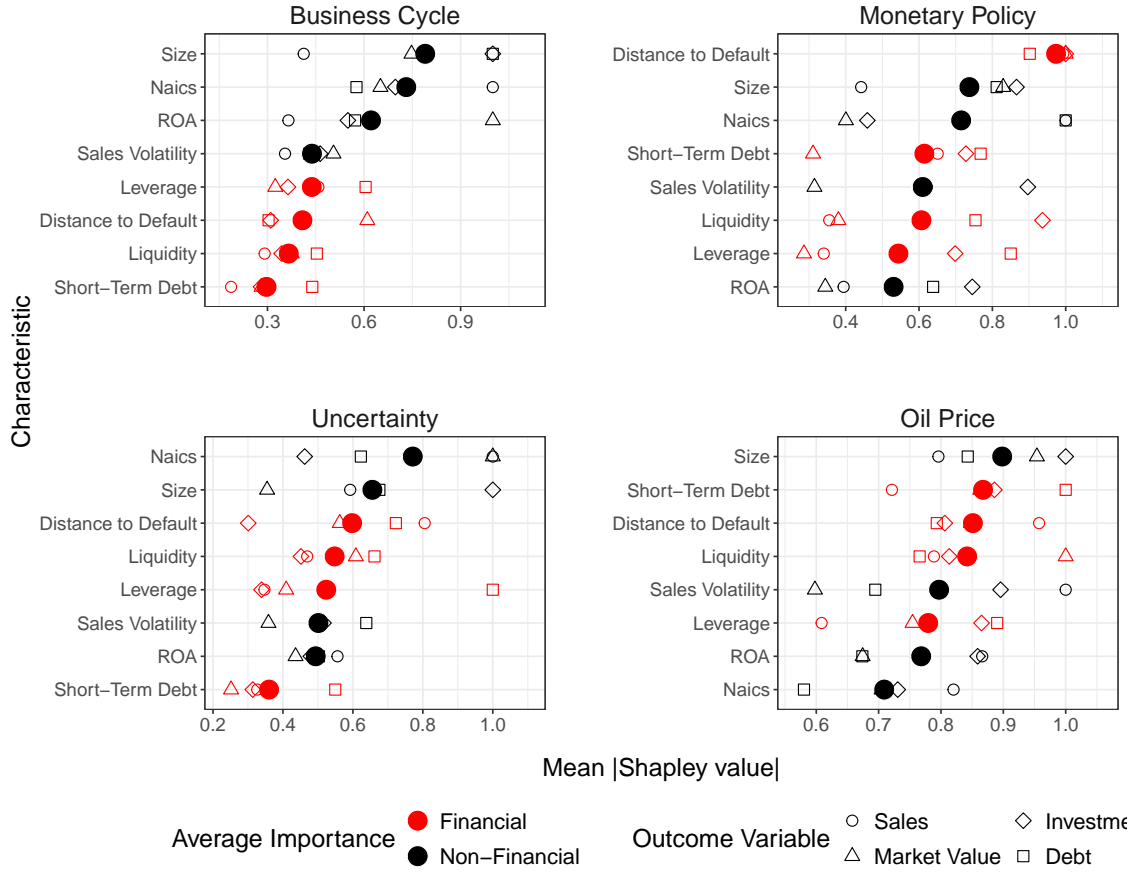 Business Cycle
Size
Naics
ROA
Sales Volatility
Leverage
Distance to Default
Liquidity
Short−Term Debt
0.3 0.6 0.9
Monetary Policy
Distance to Default
Size
Naics
Short−Term Debt
Sales Volatility
Liquidity
Leverage
ROA
0.4 0.6 0.8 1.0
Characteristic
Uncertainty
Naics
Size
Distance to Default
Liquidity
Leverage
Sales Volatility
ROA
Short−Term Debt
0.2 0.4 0.6 0.8 1.0
Oil Price
Size
Short−Term Debt
Distance to Default
Liquidity
Sales Volatility
Leverage
ROA
Naics
0.6 0.7 0.8 0.9 1.0
Mean |Shapley value|
Average Importance
Financial
Non−Financial
Outcome Variable
Sales
Market Value
Investme
Debt